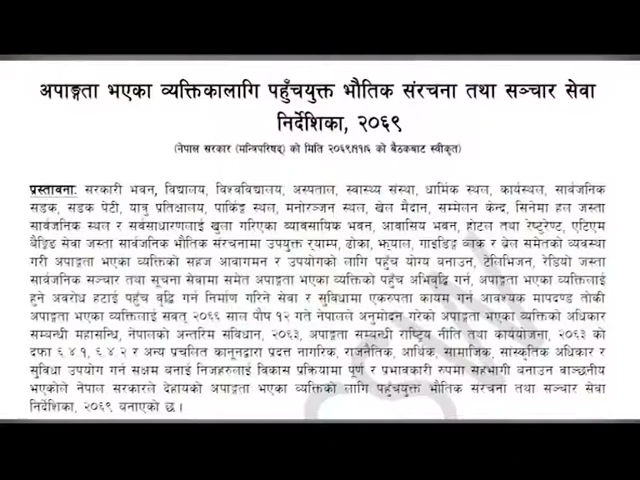 अपाङ्गता भएका व्यक्तिकालागि पहुँचयुक्त भौतिक संरचना तथा सञ्चार सेवा
निर्देशिका, २०६९
(नेपाल सरकार (मन्त्रिपरिषद्) को मिति २०६९।११।६ को बैठकबाट स्वीकृत)
प्रस्तावना: सरकारी भवन, विद्यालय, विश्वविद्यालय, अस्पताल, स्वास्थ्य संस्था, धार्मिक स्थल, कार्यस्थल, सार्वजनिक
सडक, सडक पेटी, यात्रु प्रतिक्षालय, पार्किङ्ग स्थल, मनोरञ्जन स्थल, खेल मैदान, सम्मेलन केन्द्र, सिनेमा हल जस्ता
सार्वजनिक स्थल र सर्वसाधारणलाई खुला गरिएका ब्यावसायिक भवन, आवासिय भवन, होटल तथा रेष्टुरेण्ट, एटिएम
बैङ्किङ सेवा जस्ता सार्वजनिक भौतिक संरचनामा उपयुक्त र्‍याम्प, ढोका, झ्याल, गाइडिङ्ग ब्लाक र ब्रेल समेतको व्यवस्था
गरी अपाङ्गता भएका व्यक्तिको सहज आवागमन र उपयोगको लागि पहुँच योग्य बनाउन, टेलिभिजन, रेडियो जस्ता
सार्वजनिक सञ्चार तथा सूचना सेवामा समेत अपाङ्गता भएका व्यक्तिको पहुँच अभिवृद्धि गर्न, अपाङ्गता भएका व्यक्तिलाई
हुने अवरोध हटाई पहुँच वृद्धि गर्न निर्माण गरिने सेवा र सुविधामा एकरुपता कायम गर्न आवश्यक मापदण्ड तोकी
अपाङ्गता भएका व्यक्तिलाई सवत् २०६६ साल पौष १२ गते नेपालले अनुमोदन गरेको अपाङ्गता भएका व्यक्तिको अधिकार
सम्बन्धी महासन्धि, नेपालको अन्तरिम संविधान, २०६३, अपाङ्गता सम्बन्धी राष्ट्रिय नीति तथा कार्ययोजना, २०६३ को
दफा ६.४.१, ६.४.२ र अन्य प्रचलित कानूनद्वारा प्रदत्त नागरिक, राजनैतिक, आर्थिक, सामाजिक, सांस्कृतिक अधिकार र
सुविधा उपयोग गर्न सक्षम बनाई निजहरुलाई विकास प्रक्रियामा पूर्ण र प्रभावकारी रुपमा सहभागी बनाउन वाञ्छनीय
भएकोले नेपाल सरकारले देहायको अपाङ्गता भएका व्यक्तिको लागि पहुँचयुक्त भौतिक संरचना तथा सञ्चार सेवा
निर्देशिका, २०६९ बनाएको छ ।